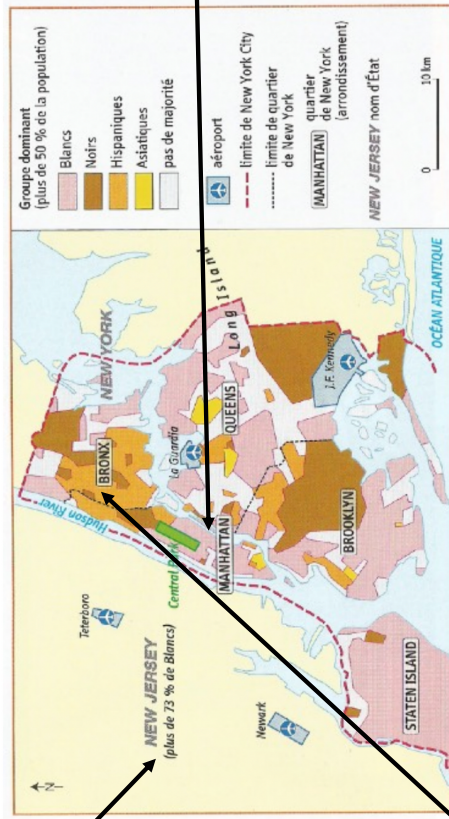 N
Teterboro
NEW JERSEY
(plus de 73 % de Blancs)
Newark
Hudson River
Central Park
BRONX
NEW YORK
La Guardia
MANHATTAN
QUEENS
Long Island
BROOKLYN
J.F. Kennedy
STATEN ISLAND
OCÉAN ATLANTIQUE
Groupe dominant
(plus de 50 % de la population)
Blancs
Noirs
Hispaniques
Asiatiques
pas de majorité
aéroport
limite de New York City
limite de quartier
de New York
MANHATTAN
quartier
de New York
(arrondissement)
NEW JERSEY nom d'État
0
10 km